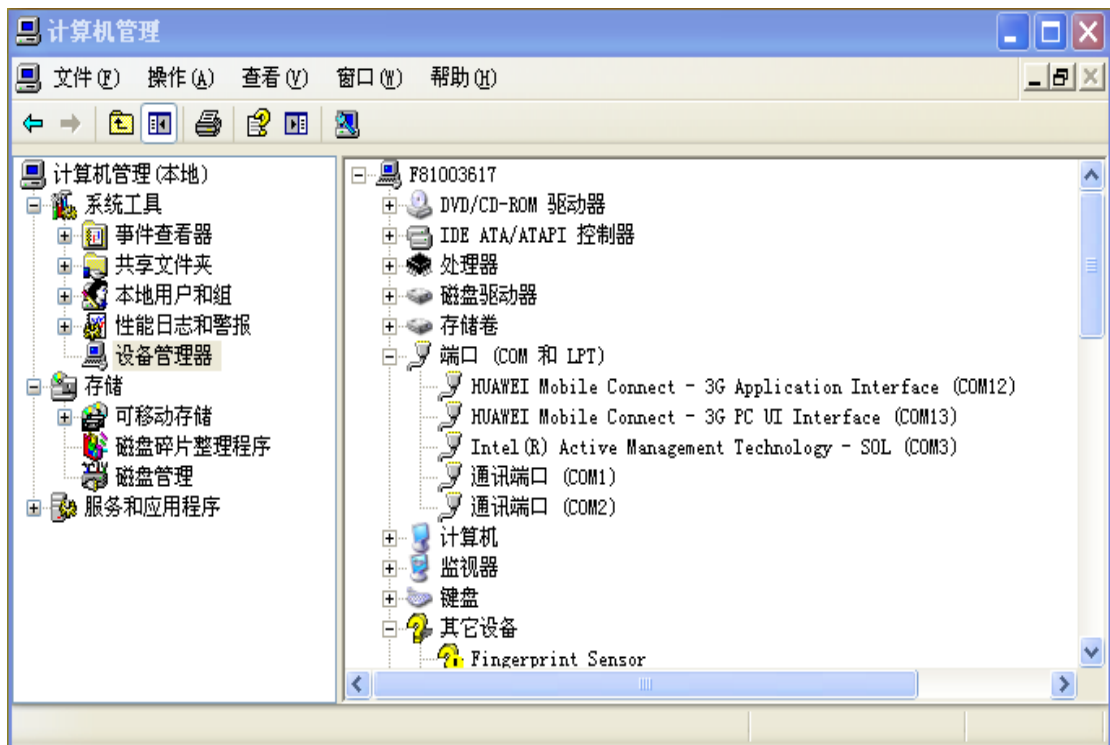 计算机管理
文件(F) 操作(A) 查看(V) 窗口(W) 帮助(H)
计算机管理(本地)
系统工具
事件查看器
共享文件夹
本地用户和组
性能日志和警报
设备管理器
存储
可移动存储
磁盘碎片整理程序
磁盘管理
服务和应用程序
F81003617
DVD/CD-ROM 驱动器
IDE ATA/ATAPI 控制器
处理器
磁盘驱动器
存储卷
端口 (COM 和 LPT)
HUAWEI Mobile Connect - 3G Application Interface (COM12)
HUAWEI Mobile Connect - 3G PC UI Interface (COM13)
Intel(R) Active Management Technology - SOL (COM3)
通讯端口 (COM1)
通讯端口 (COM2)
计算机
监视器
键盘
其它设备
Fingerprint Sensor